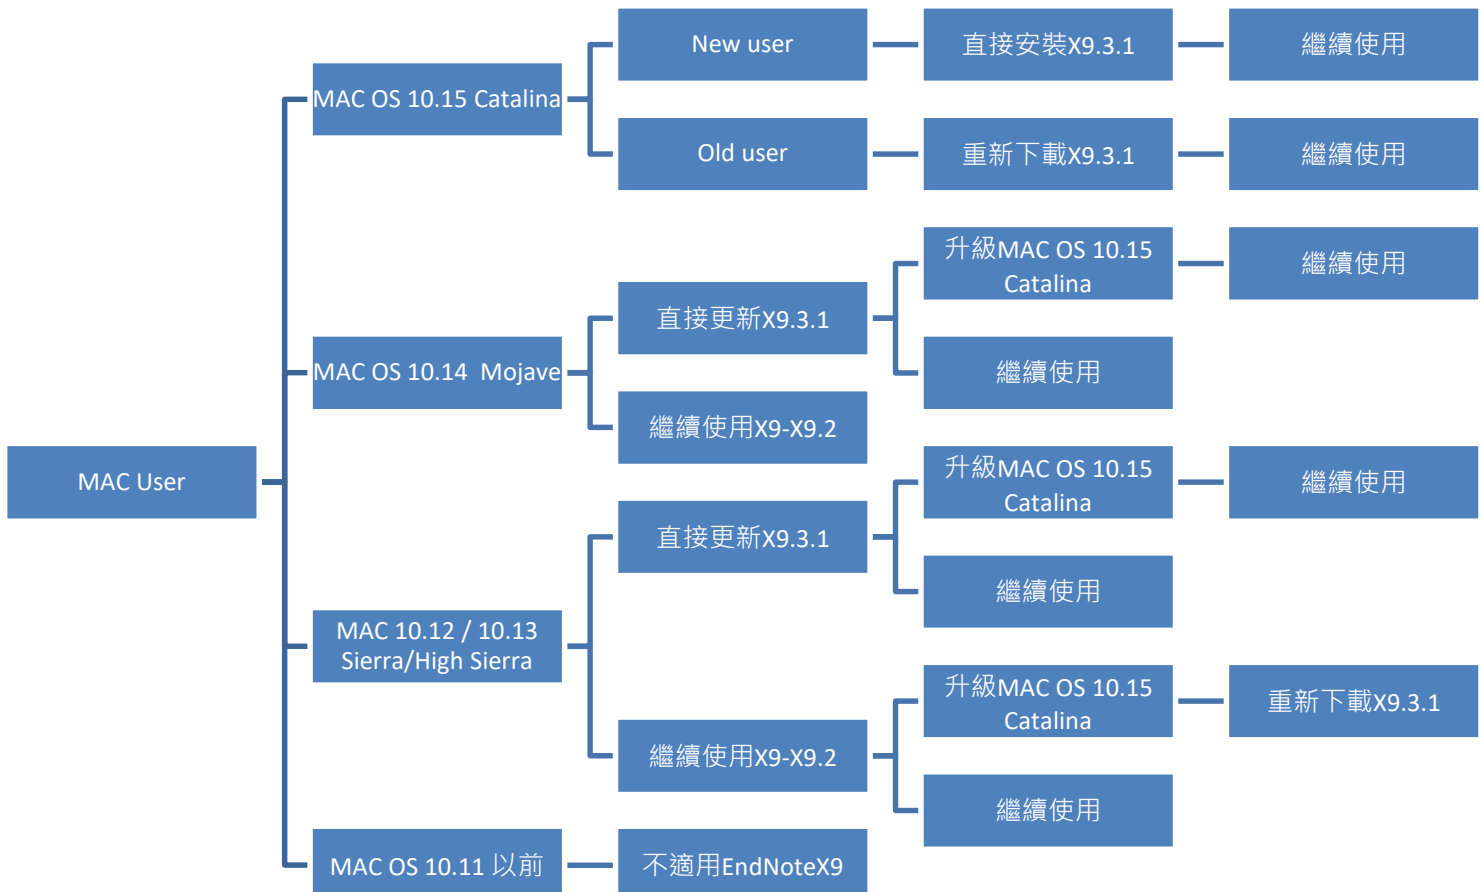 MAC User
MAC OS 10.15 Catalina
New user
直接安裝X9.3.1
繼續使用
Old user
重新下載X9.3.1
繼續使用
MAC OS 10.14  Mojave
直接更新X9.3.1
升級MAC OS 10.15
Catalina
繼續使用
繼續使用
繼續使用X9-X9.2
MAC 10.12 / 10.13
Sierra/High Sierra
直接更新X9.3.1
升級MAC OS 10.15
Catalina
繼續使用
繼續使用
繼續使用X9-X9.2
升級MAC OS 10.15
Catalina
重新下載X9.3.1
繼續使用
MAC OS 10.11 以前
不適用EndNoteX9